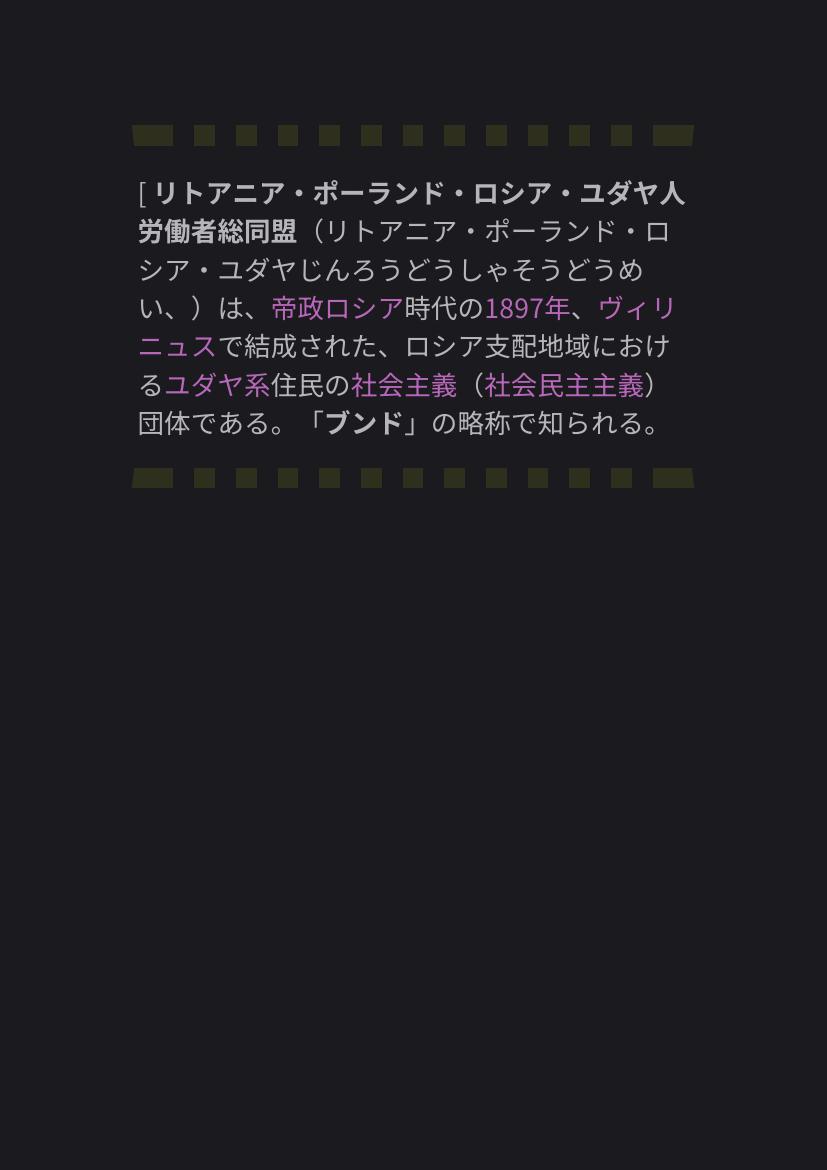 [ リトアニア・ポーランド・ロシア・ユダヤ人
労働者総同盟（リトアニア・ポーランド・ロ
シア・ユダヤじんろうどうしゃそうどうめ
い、）は、帝政ロシア時代の1897年、ヴィリ
ニュスで結成された、ロシア支配地域におけ
るユダヤ系住民の社会主義（社会民主主義）
団体である。「ブンド」の略称で知られる。